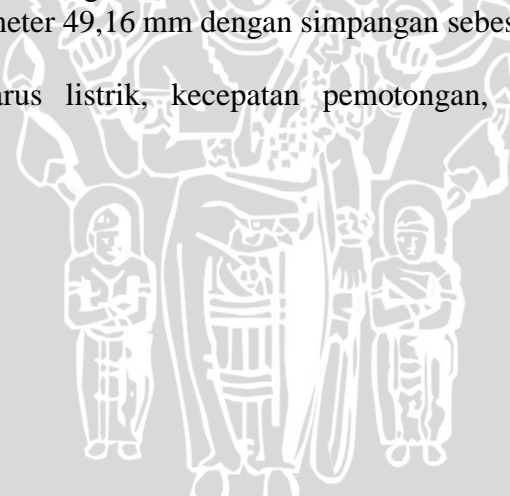 meter 49,16 mm dengan simpangan sebes
arus listrik, kecepatan pemotongan,